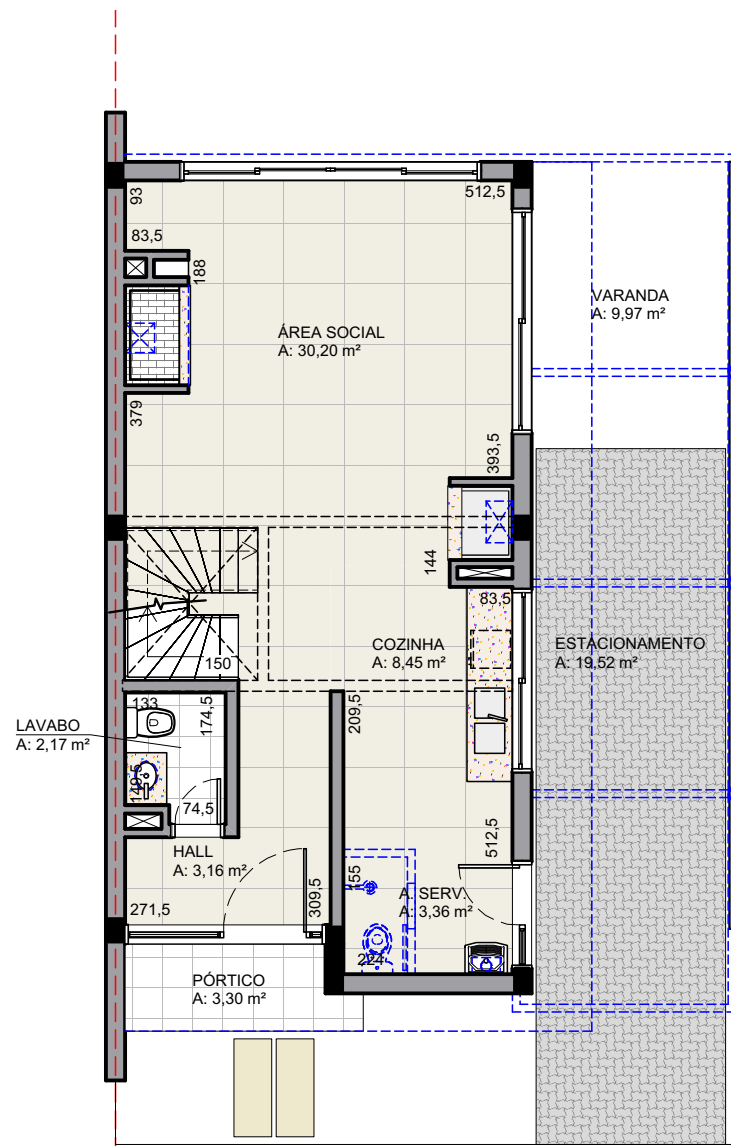 93
512,5
83,5
188
VARANDA
A: 9,97 m²
ÁREA SOCIAL
A: 30,20 m²
379
393,5
144
83,5
COZINHA
A: 8,45 m²
ESTACIONAMENTO
A: 19,52 m²
150
133
174,5
209,5
LAVABO
A: 2,17 m²
149,5
74,5
512,5
HALL
A: 3,16 m²
155
A. SERV.
A: 3,36 m²
271,5
309,5
224
PÓRTICO
A: 3,30 m²